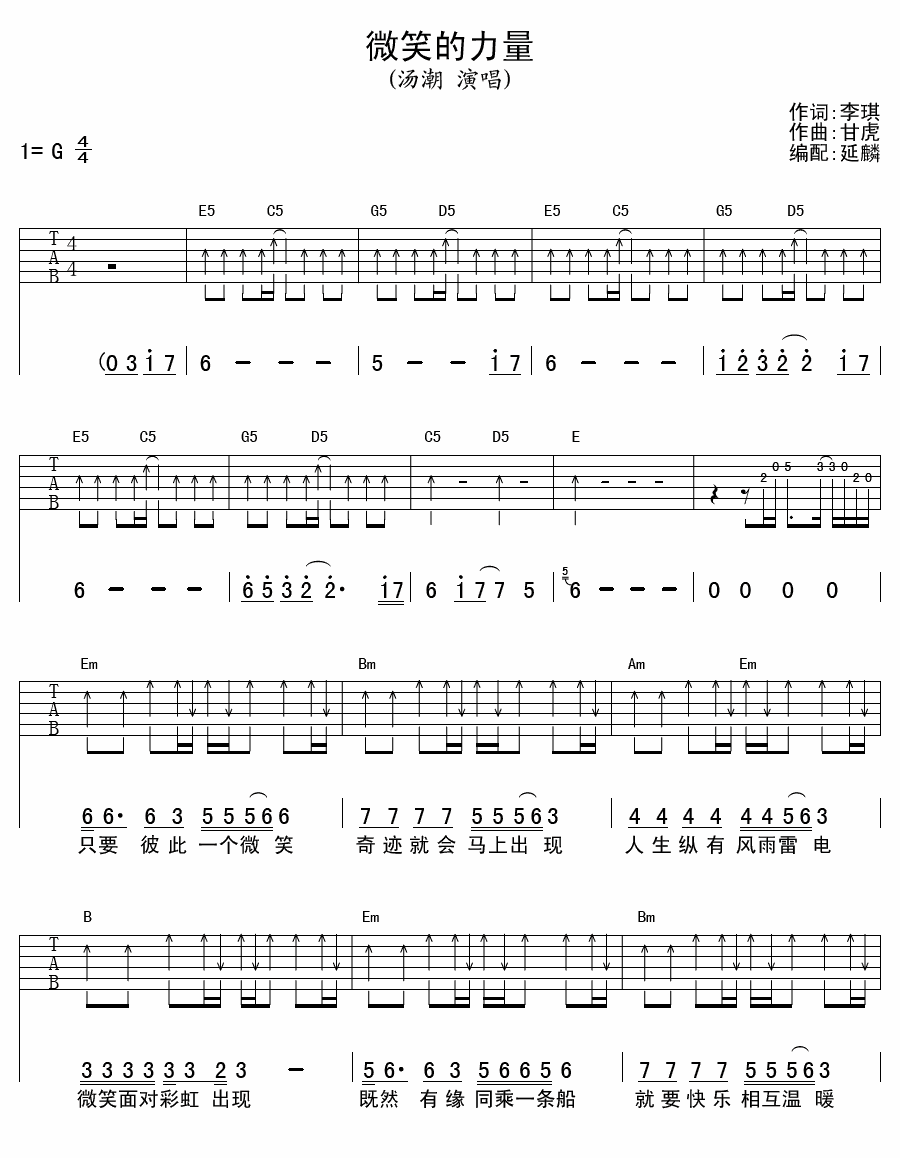 微笑的力量
(汤潮 演唱)
作词:李琪
作曲:甘虎
编配:延麟
1= G 4/4
E5 C5 G5 D5 E5 C5 G5 D5
T A B 4 4
(0 3 i 7 6 - - - 5 - - i 7 6 - - - i 2 3 2 2 i 7
E5 C5 G5 D5 C5 D5 E
T A B 2 0 5 3 3 0 2 0
6 - - - 6 5 3 2 2· i7 6 i 7 7 5 5 6 - - - 0 0 0 0
Em Bm Am Em
T A B
6 6· 6 3 5 5 5 6 6 7 7 7 7 5 5 5 6 3 4 4 4 4 4 4 5 6 3
只要 彼此 一个微 笑 奇迹就会 马上出 现 人生纵有 风雨雷 电
B Em Bm
T A B
3 3 3 3 3 3 2 3 - 5 6· 6 3 5 6 6 5 6 7 7 7 7 5 5 5 6 3
微笑面对彩虹 出现 既然 有缘 同乘一条船 就要快乐 相互温 暖